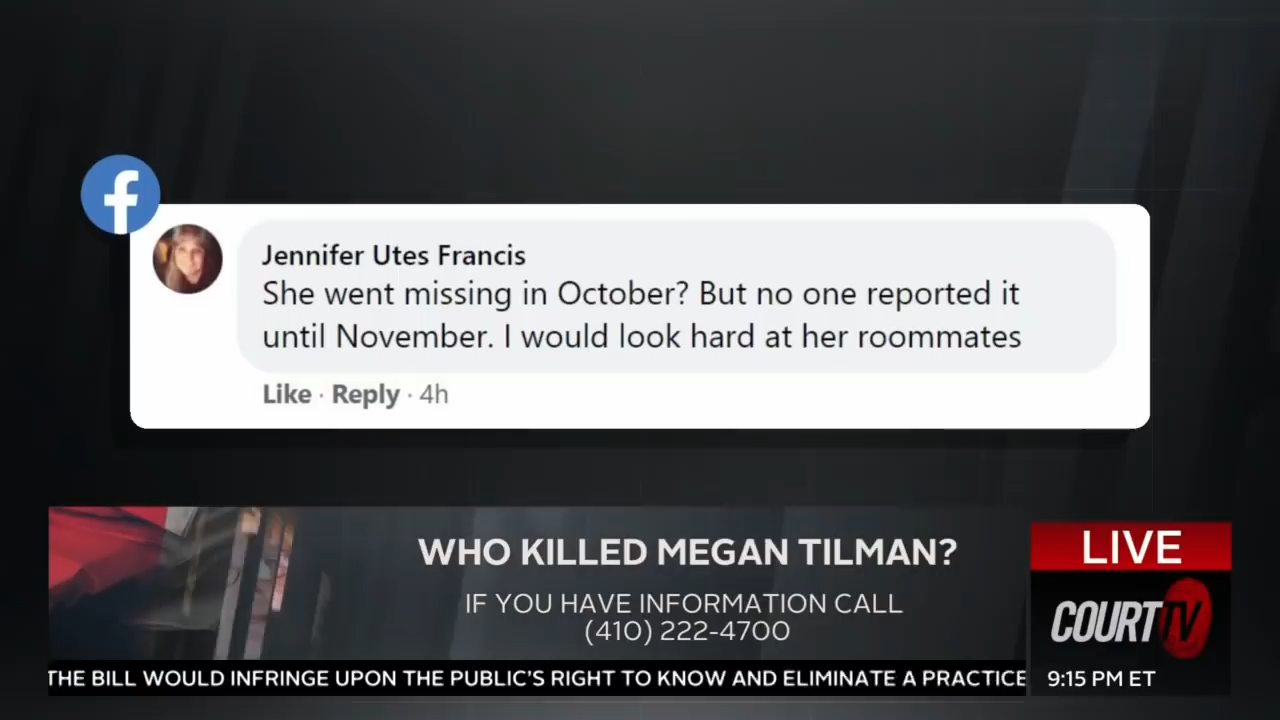 f
Jennifer Utes Francis
She went missing in October? But no one reported it
until November. I would look hard at her roommates
Like · Reply · 4h
WHO KILLED MEGAN TILMAN?
IF YOU HAVE INFORMATION CALL
(410) 222-4700
LIVE
COURT TV
THE BILL WOULD INFRINGE UPON THE PUBLIC'S RIGHT TO KNOW AND ELIMINATE A PRACTICE
9:15 PM ET